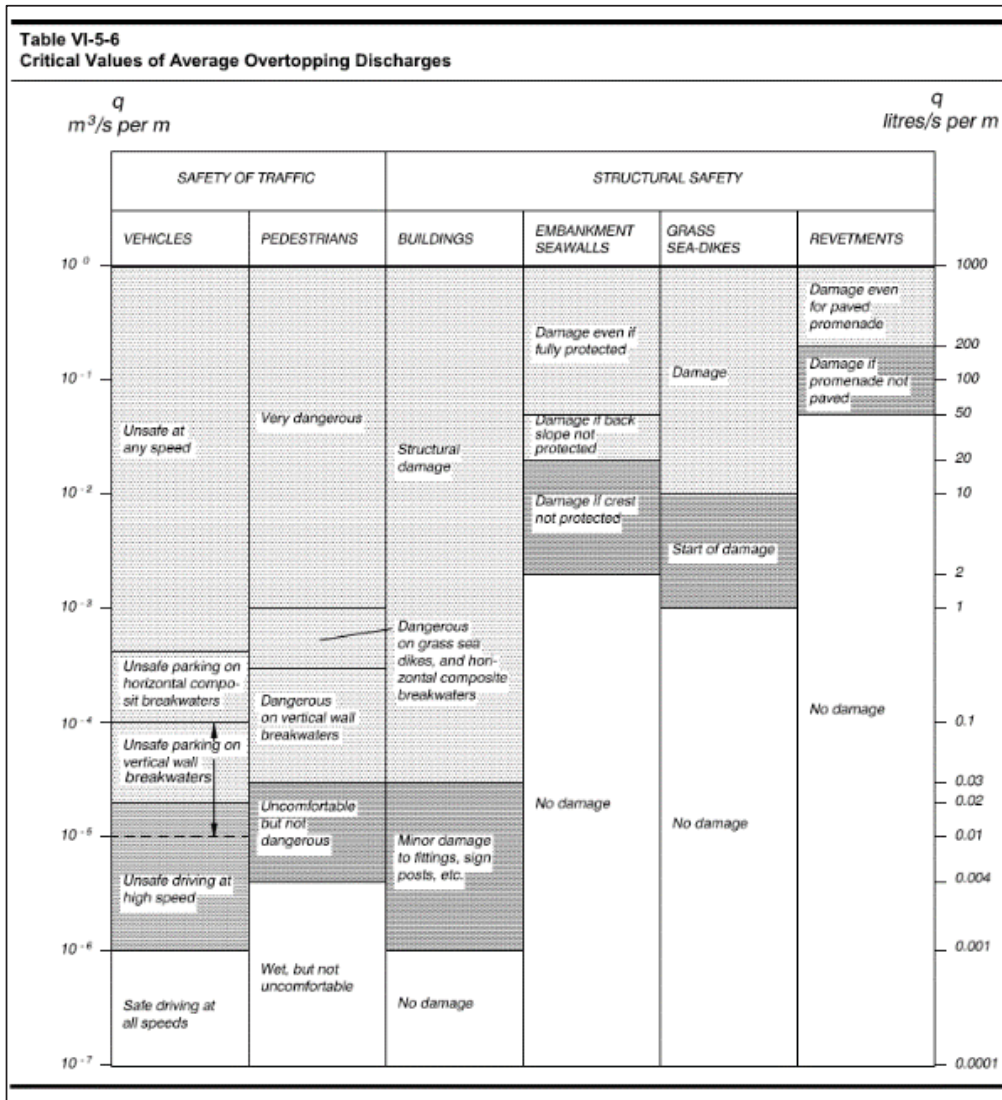 Table VI-5-6
Critical Values of Average Overtopping Discharges
q
m³/s per m
q
litres/s per m
SAFETY OF TRAFFIC
STRUCTURAL SAFETY
VEHICLES
PEDESTRIANS
BUILDINGS
EMBANKMENT
SEAWALLS
GRASS
SEA-DIKES
REVETMENTS
10⁰
10⁻¹
10⁻²
10⁻³
10⁻⁴
10⁻⁵
10⁻⁶
10⁻⁷
Unsafe at
any speed
Unsafe parking on
horizontal compo-
sit breakwaters
Unsafe parking on
vertical wall
breakwaters
Unsafe driving at
high speed
Safe driving at
all speeds
Very dangerous
Dangerous
on grass sea
dikes, and hori-
zontal composite
breakwaters
Dangerous
on vertical wall
breakwaters
Uncomfortable
but not
dangerous
Wet, but not
uncomfortable
Structural
damage
Minor damage
to fittings, sign
posts, etc.
No damage
Damage even if
fully protected
Damage if back
slope not
protected
Damage if crest
not protected
No damage
Damage
Start of damage
No damage
Damage even
for paved
promenade
Damage if
promenade not
paved
No damage
1000
200
100
50
20
10
2
1
0.1
0.03
0.02
0.01
0.004
0.001
0.0001